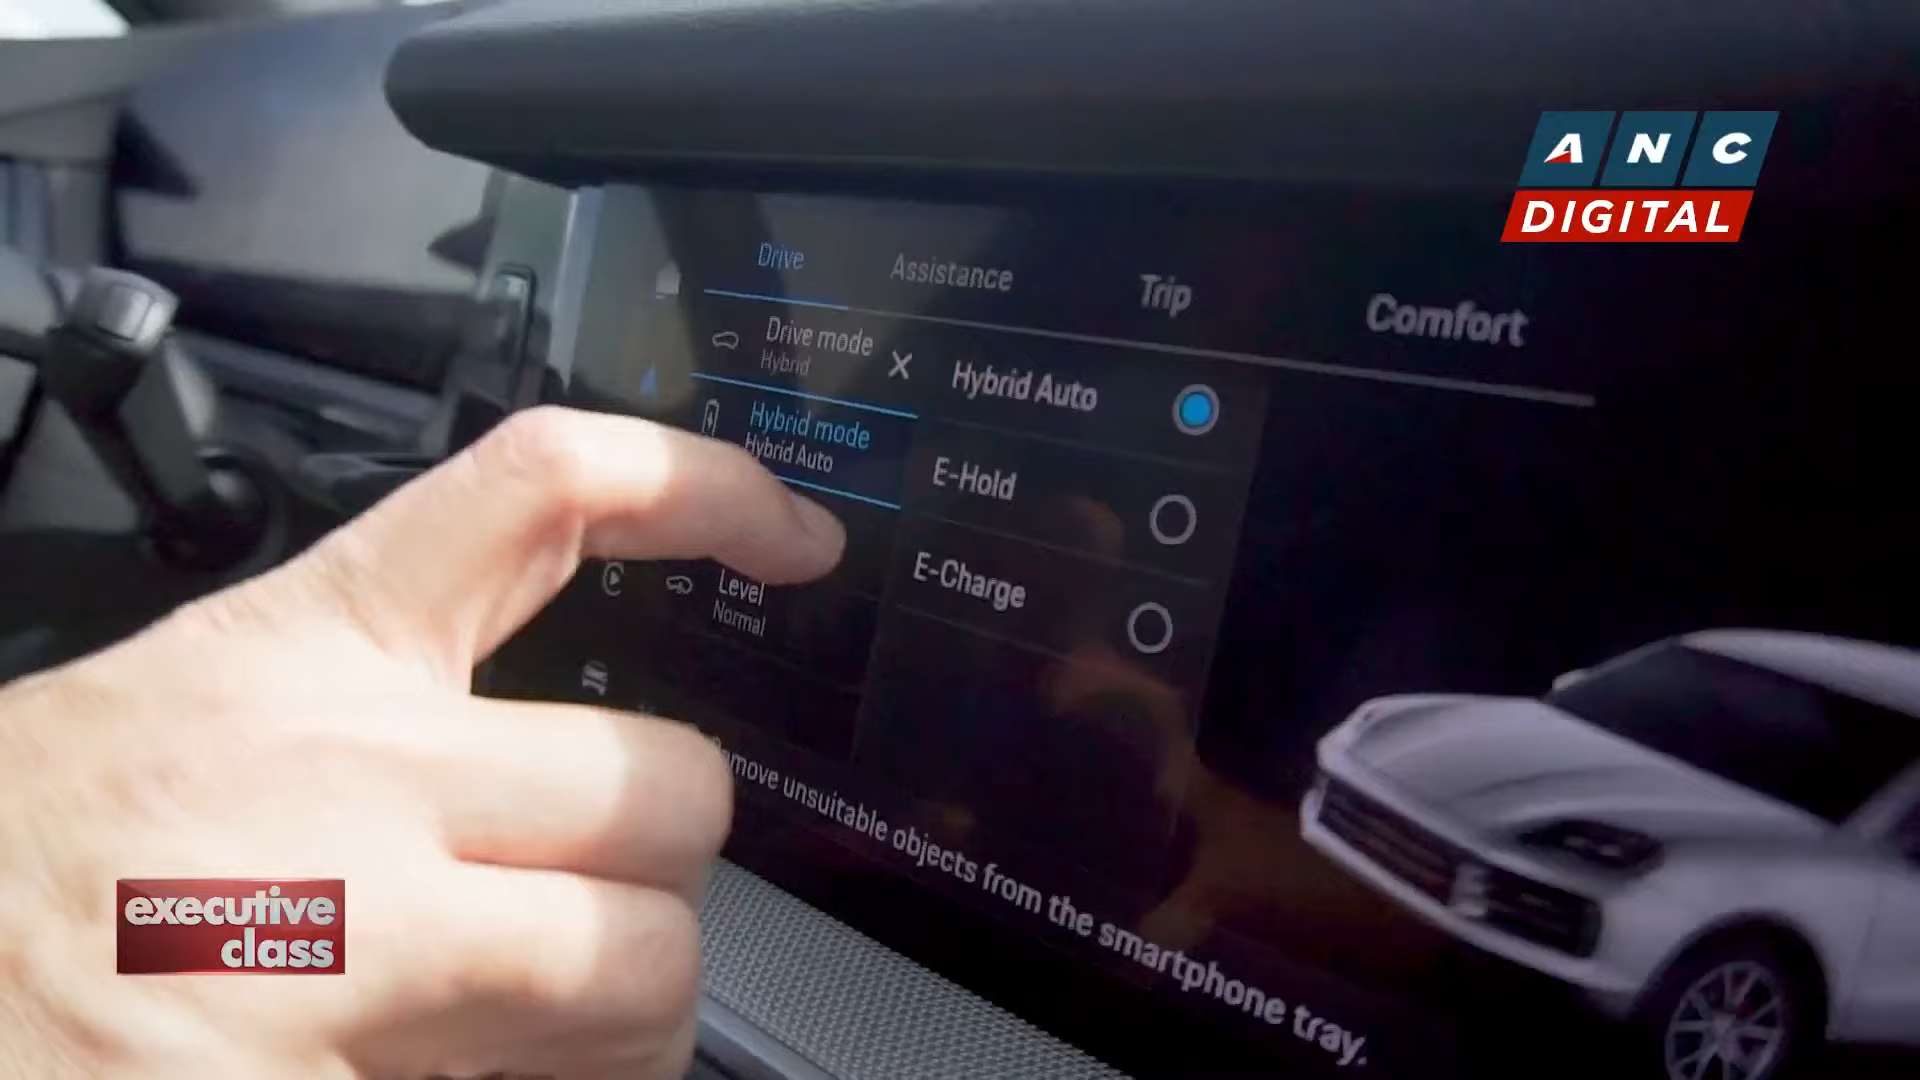 ANC
DIGITAL
Drive
Assistance
Trip
Comfort
Drive mode
Hybrid
Hybrid Auto
Hybrid mode
Hybrid Auto
E-Hold
E-Charge
Level
Normal
unsuitable objects from the smartphone tray.
executive
class